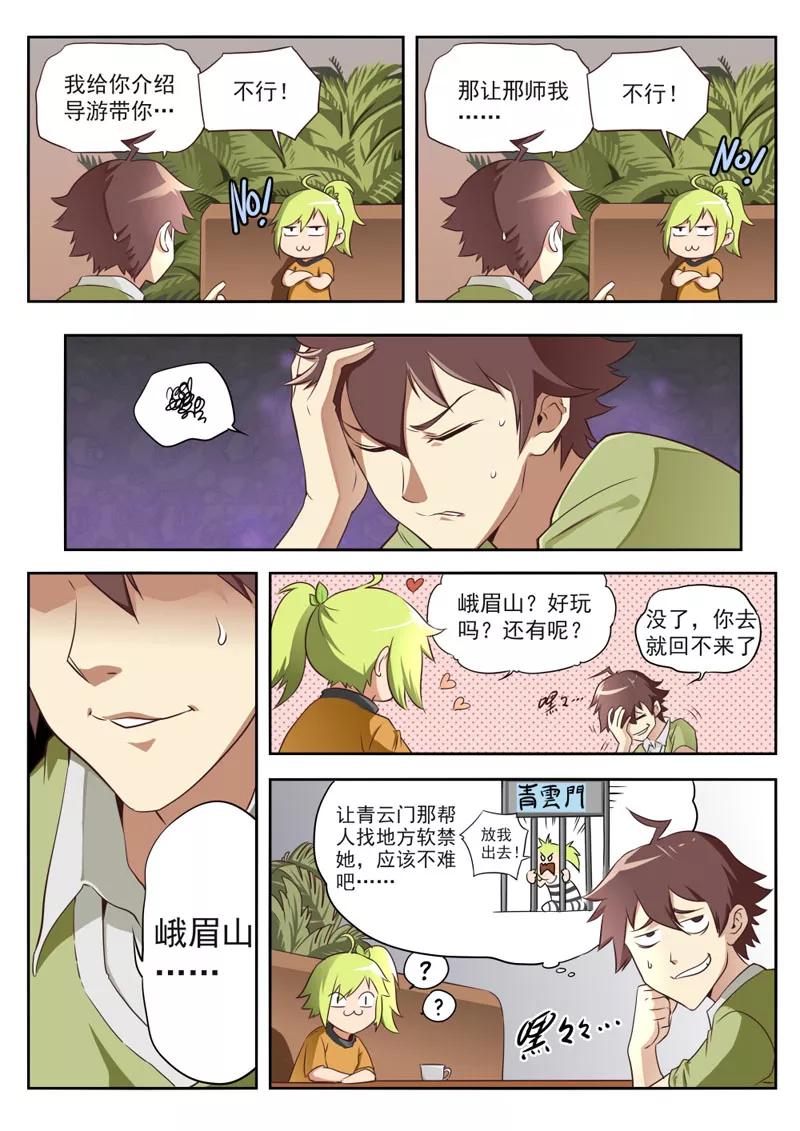 我给你介绍
导游带你…
不行！
No!
那让邢师我
……
不行！
No!
峨眉山
……
峨眉山？好玩
吗？还有呢？
没了，你去
就回不来了
嘿々…
让青云门那帮
人找地方软禁
她，应该不难
吧……
青雲門
放我
出去！
?
?
嘿々々…